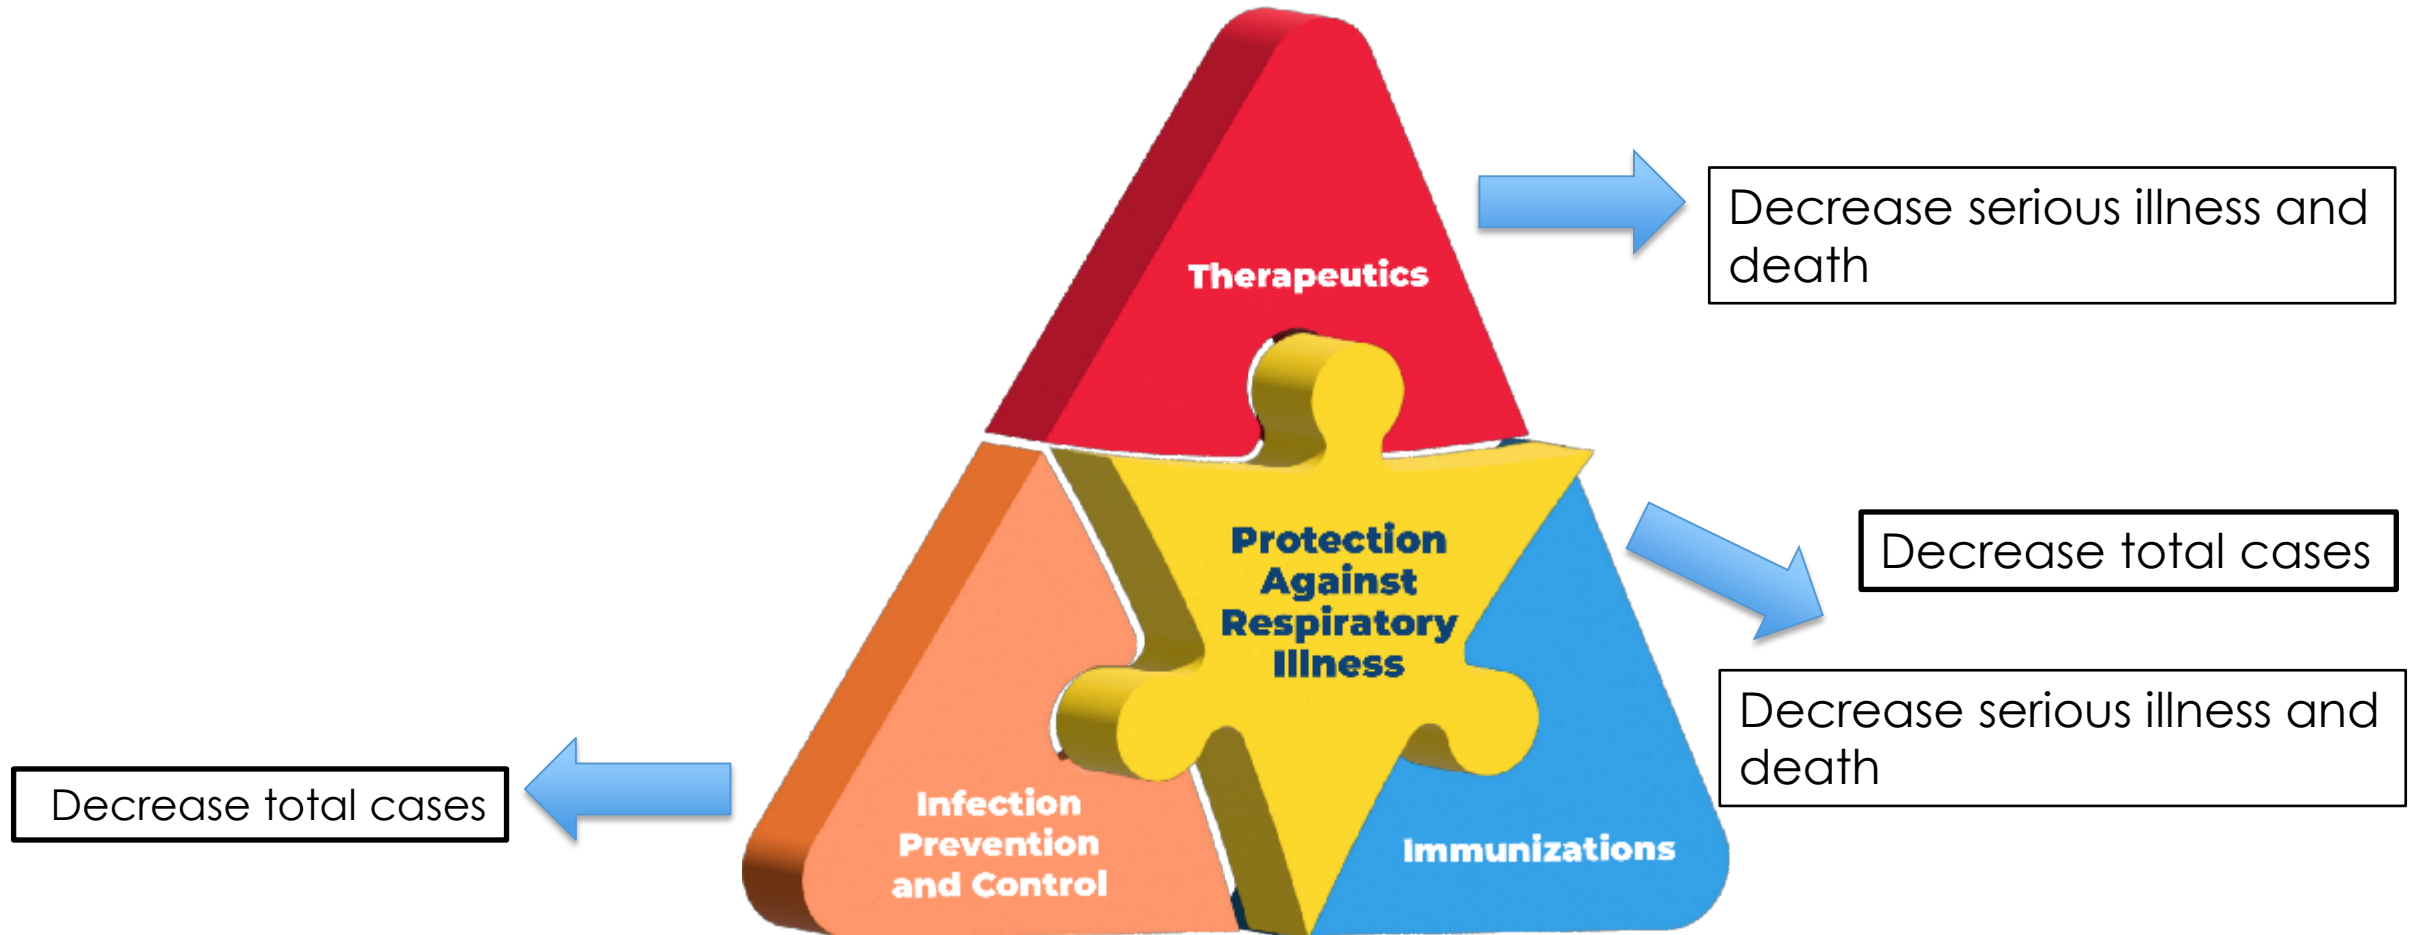 Therapeutics
Decrease serious illness and
death
Protection
Against
Respiratory
Illness
Decrease total cases
Decrease serious illness and
death
Decrease total cases
Infection
Prevention
and Control
Immunizations